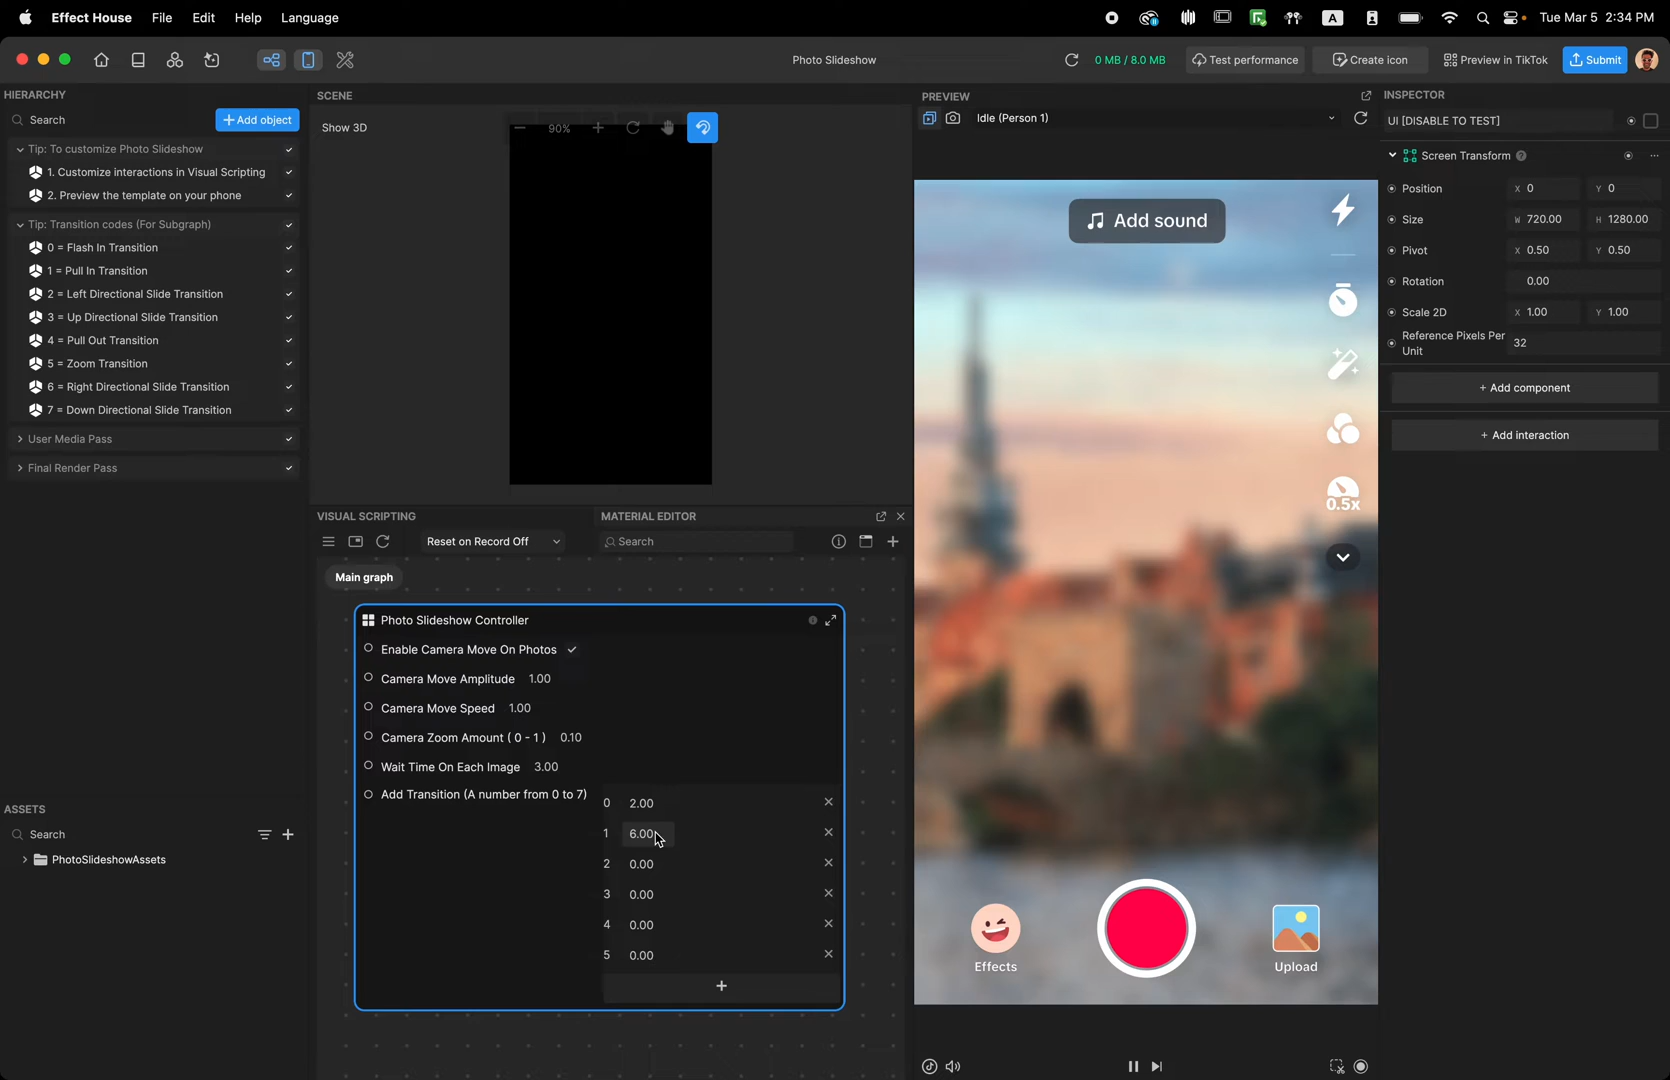 Effect House File Edit Help Language
A
Tue Mar 5 2:34 PM
Photo Slideshow
0 MB / 8.0 MB
Test performance
Create icon
Preview in TikTok
Submit
HIERARCHY
Search
+ Add object
Tip: To customize Photo Slideshow
1. Customize interactions in Visual Scripting
2. Preview the template on your phone
Tip: Transition codes (For Subgraph)
0 = Flash In Transition
1 = Pull In Transition
2 = Left Directional Slide Transition
3 = Up Directional Slide Transition
4 = Pull Out Transition
5 = Zoom Transition
6 = Right Directional Slide Transition
7 = Down Directional Slide Transition
User Media Pass
Final Render Pass
ASSETS
Search
PhotoSlideshowAssets
SCENE
Show 3D
90%
VISUAL SCRIPTING
MATERIAL EDITOR
Reset on Record Off
Search
Main graph
Photo Slideshow Controller
Enable Camera Move On Photos
Camera Move Amplitude 1.00
Camera Move Speed 1.00
Camera Zoom Amount ( 0 - 1 ) 0.10
Wait Time On Each Image 3.00
Add Transition (A number from 0 to 7)
0 2.00
1 6.00
2 0.00
3 0.00
4 0.00
5 0.00
+
PREVIEW
Idle (Person 1)
Add sound
0.5x
Effects
Upload
INSPECTOR
UI [DISABLE TO TEST]
Screen Transform
Position X 0 Y 0
Size W 720.00 H 1280.00
Pivot X 0.50 Y 0.50
Rotation 0.00
Scale 2D X 1.00 Y 1.00
Reference Pixels Per
Unit
32
+ Add component
+ Add interaction